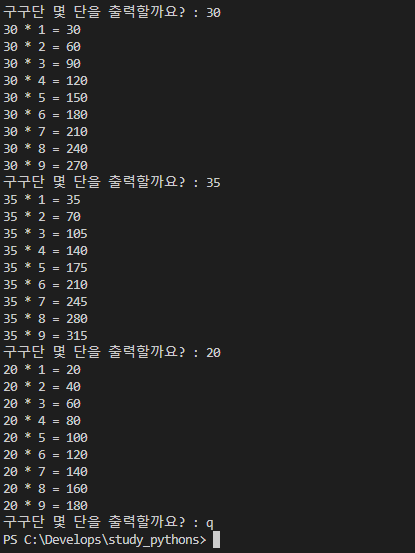 구구단 몇 단을 출력할까요? : 30
30 * 1 = 30
30 * 2 = 60
30 * 3 = 90
30 * 4 = 120
30 * 5 = 150
30 * 6 = 180
30 * 7 = 210
30 * 8 = 240
30 * 9 = 270
구구단 몇 단을 출력할까요? : 35
35 * 1 = 35
35 * 2 = 70
35 * 3 = 105
35 * 4 = 140
35 * 5 = 175
35 * 6 = 210
35 * 7 = 245
35 * 8 = 280
35 * 9 = 315
구구단 몇 단을 출력할까요? : 20
20 * 1 = 20
20 * 2 = 40
20 * 3 = 60
20 * 4 = 80
20 * 5 = 100
20 * 6 = 120
20 * 7 = 140
20 * 8 = 160
20 * 9 = 180
구구단 몇 단을 출력할까요? : q
PS C:\Develops\study_pythons>